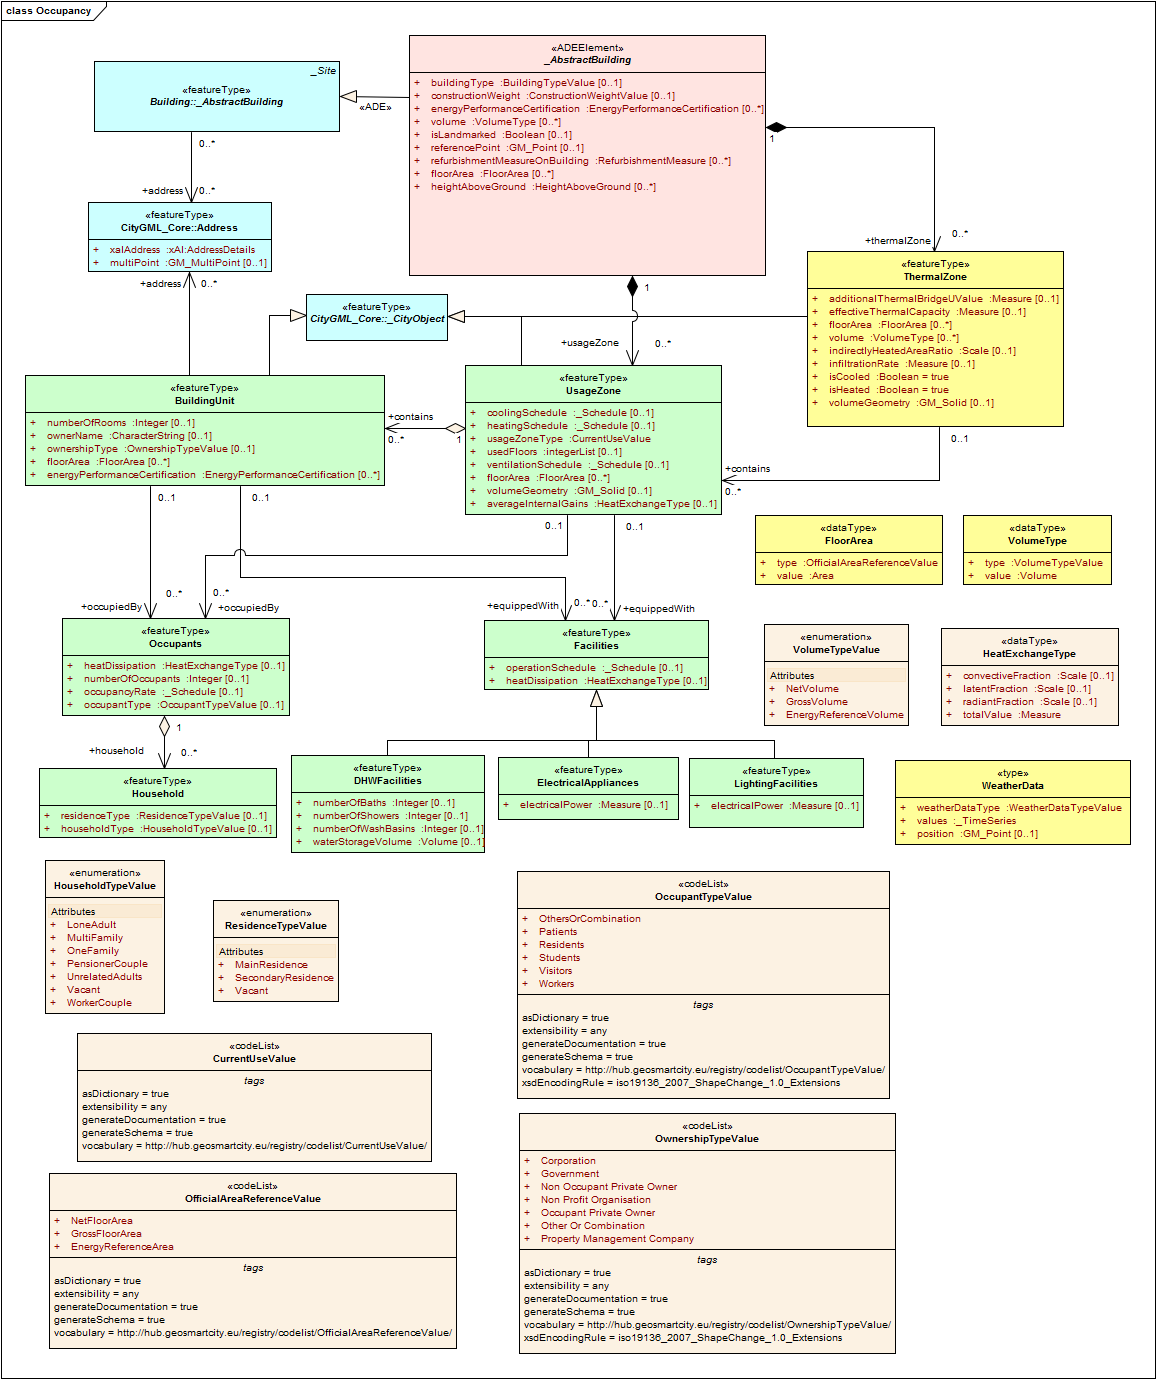 class Occupancy
«ADEElement»
_AbstractBuilding
+ buildingType :BuildingTypeValue [0..1]
+ constructionWeight :ConstructionWeightValue [0..1]
+ energyPerformanceCertification :EnergyPerformanceCertification [0..*]
+ volume :VolumeType [0..*]
+ isLandmarked :Boolean [0..1]
+ referencePoint :GM_Point [0..1]
+ refurbishmentMeasureOnBuilding :RefurbishmentMeasure [0..*]
+ floorArea :FloorArea [0..*]
+ heightAboveGround :HeightAboveGround [0..*]
_Site
«featureType»
Building::_AbstractBuilding
«ADE»
0..*
+address
0..*
1
+thermalZone
0..*
«featureType»
CityGML_Core::Address
+ xalAddress :xAl:AddressDetails
+ multiPoint :GM_MultiPoint [0..1]
+address
0..*
«featureType»
CityGML_Core::_CityObject
1
+usageZone
0..*
«featureType»
ThermalZone
+ additionalThermalBridgeUValue :Measure [0..1]
+ effectiveThermalCapacity :Measure [0..1]
+ floorArea :FloorArea [0..*]
+ volume :VolumeType [0..*]
+ indirectlyHeatedAreaRatio :Scale [0..1]
+ infiltrationRate :Measure [0..1]
+ isCooled :Boolean = true
+ isHeated :Boolean = true
+ volumeGeometry :GM_Solid [0..1]
0..1
+contains
0..*
«featureType»
BuildingUnit
+ numberOfRooms :Integer [0..1]
+ ownerName :CharacterString [0..1]
+ ownershipType :OwnershipTypeValue [0..1]
+ floorArea :FloorArea [0..*]
+ energyPerformanceCertification :EnergyPerformanceCertification [0..*]
+contains
0..*
1
«featureType»
UsageZone
+ coolingSchedule :_Schedule [0..1]
+ heatingSchedule :_Schedule [0..1]
+ usageZoneType :CurrentUseValue
+ usedFloors :integerList [0..1]
+ ventilationSchedule :_Schedule [0..1]
+ floorArea :FloorArea [0..*]
+ volumeGeometry :GM_Solid [0..1]
+ averageInternalGains :HeatExchangeType [0..1]
0..1
0..1
0..1
0..1
«dataType»
FloorArea
+ type :OfficialAreaReferenceValue
+ value :Area
«dataType»
VolumeType
+ type :VolumeTypeValue
+ value :Volume
0..*
+occupiedBy
0..*
+occupiedBy
+equippedWith
0..*
0..*
+equippedWith
«featureType»
Occupants
+ heatDissipation :HeatExchangeType [0..1]
+ numberOfOccupants :Integer [0..1]
+ occupancyRate :_Schedule [0..1]
+ occupantType :OccupantTypeValue [0..1]
«featureType»
Facilities
+ operationSchedule :_Schedule [0..1]
+ heatDissipation :HeatExchangeType [0..1]
«enumeration»
VolumeTypeValue
Attributes
+ NetVolume
+ GrossVolume
+ EnergyReferenceVolume
«dataType»
HeatExchangeType
+ convectiveFraction :Scale [0..1]
+ latentFraction :Scale [0..1]
+ radiantFraction :Scale [0..1]
+ totalValue :Measure
1
+household
0..*
«featureType»
Household
+ residenceType :ResidenceTypeValue [0..1]
+ householdType :HouseholdTypeValue [0..1]
«featureType»
DHWFacilities
+ numberOfBaths :Integer [0..1]
+ numberOfShowers :Integer [0..1]
+ numberOfWashBasins :Integer [0..1]
+ waterStorageVolume :Volume [0..1]
«featureType»
ElectricalAppliances
+ electricalPower :Measure [0..1]
«featureType»
LightingFacilities
+ electricalPower :Measure [0..1]
«type»
WeatherData
+ weatherDataType :WeatherDataTypeValue
+ values :_TimeSeries
+ position :GM_Point [0..1]
«enumeration»
HouseholdTypeValue
Attributes
+ LoneAdult
+ MultiFamily
+ OneFamily
+ PensionerCouple
+ UnrelatedAdults
+ Vacant
+ WorkerCouple
«enumeration»
ResidenceTypeValue
Attributes
+ MainResidence
+ SecondaryResidence
+ Vacant
«codeList»
OccupantTypeValue
+ OthersOrCombination
+ Patients
+ Residents
+ Students
+ Visitors
+ Workers
tags
asDictionary = true
extensibility = any
generateDocumentation = true
generateSchema = true
vocabulary = http://hub.geosmartcity.eu/registry/codelist/OccupantTypeValue/
xsdEncodingRule = iso19136_2007_ShapeChange_1.0_Extensions
«codeList»
CurrentUseValue
tags
asDictionary = true
extensibility = any
generateDocumentation = true
generateSchema = true
vocabulary = http://hub.geosmartcity.eu/registry/codelist/CurrentUseValue/
«codeList»
OwnershipTypeValue
+ Corporation
+ Government
+ Non Occupant Private Owner
+ Non Profit Organisation
+ Occupant Private Owner
+ Other Or Combination
+ Property Management Company
tags
asDictionary = true
extensibility = any
generateDocumentation = true
generateSchema = true
vocabulary = http://hub.geosmartcity.eu/registry/codelist/OwnershipTypeValue/
xsdEncodingRule = iso19136_2007_ShapeChange_1.0_Extensions
«codeList»
OfficialAreaReferenceValue
+ NetFloorArea
+ GrossFloorArea
+ EnergyReferenceArea
tags
asDictionary = true
extensibility = any
generateDocumentation = true
generateSchema = true
vocabulary = http://hub.geosmartcity.eu/registry/codelist/OfficialAreaReferenceValue/